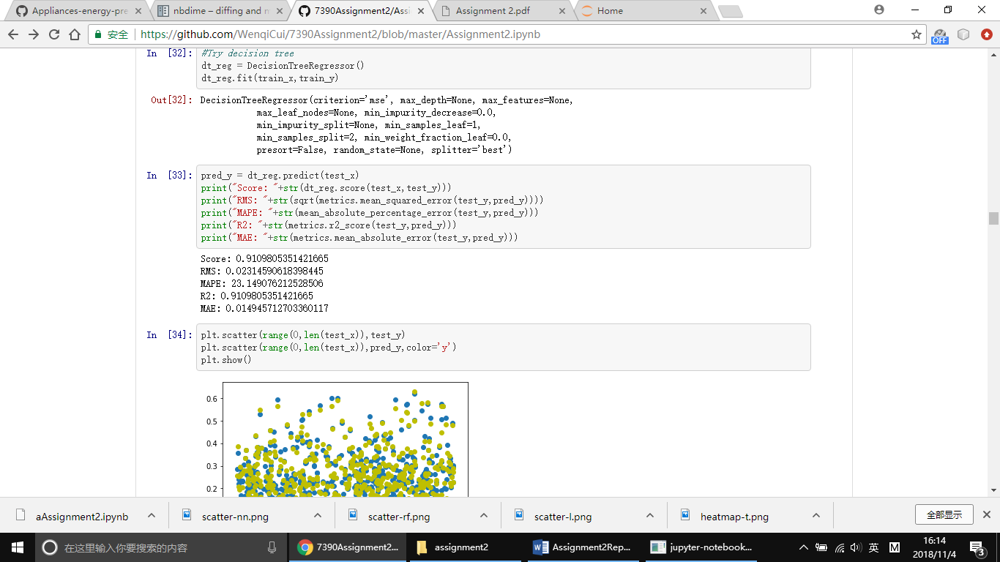 Appliances-energy-pre
nbdime – diffing and n
7390Assignment2/Assi
Assignment 2.pdf
Home
安全
https://github.com/WenqiCui/7390Assignment2/blob/master/Assignment2.ipynb
OFF
In [32]:
#Try decision tree
dt_reg = DecisionTreeRegressor()
dt_reg.fit(train_x,train_y)
Out[32]:
DecisionTreeRegressor(criterion='mse', max_depth=None, max_features=None,
max_leaf_nodes=None, min_impurity_decrease=0.0,
min_impurity_split=None, min_samples_leaf=1,
min_samples_split=2, min_weight_fraction_leaf=0.0,
presort=False, random_state=None, splitter='best')
In [33]:
pred_y = dt_reg.predict(test_x)
print("Score: "+str(dt_reg.score(test_x,test_y)))
print("RMS: "+str(sqrt(metrics.mean_squared_error(test_y,pred_y))))
print("MAPE: "+str(mean_absolute_percentage_error(test_y,pred_y)))
print("R2: "+str(metrics.r2_score(test_y,pred_y)))
print("MAE: "+str(metrics.mean_absolute_error(test_y,pred_y)))
Score: 0.9109805351421665
RMS: 0.02314590618398445
MAPE: 23.149076212528506
R2: 0.9109805351421665
MAE: 0.014945712703360117
In [34]:
plt.scatter(range(0,len(test_x)),test_y)
plt.scatter(range(0,len(test_x)),pred_y,color='y')
plt.show()
0.6
0.5
0.4
0.3
0.2
aAssignment2.ipynb
scatter-nn.png
scatter-rf.png
scatter-l.png
heatmap-t.png
全部显示
在这里输入你要搜索的内容
7390Assignment2...
assignment2
Assignment2Rep...
jupyter-notebook...
英
M
16:14
2018/11/4
3